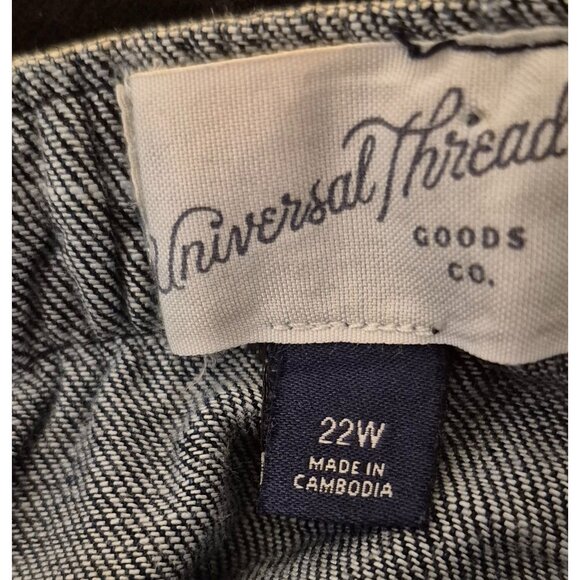 Universal Thread
GOODS
CO.
22W
MADE IN
CAMBODIA